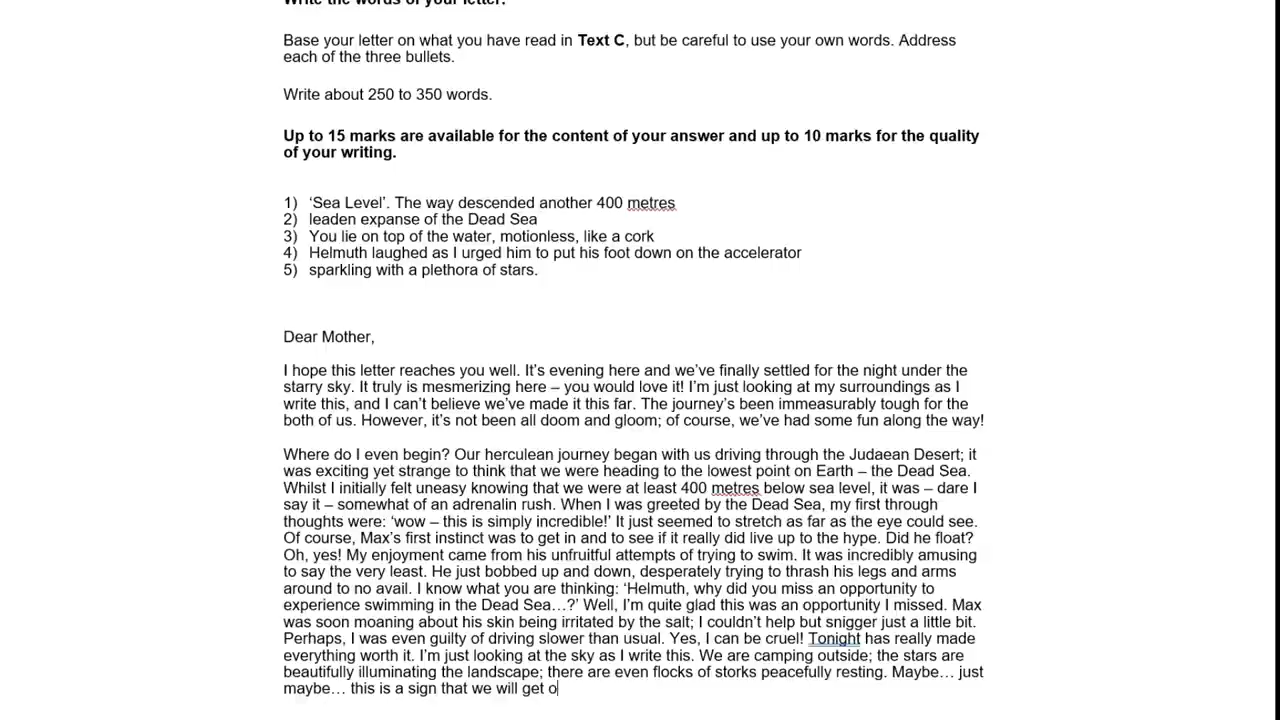 Write the words of your letter.
Base your letter on what you have read in Text C, but be careful to use your own words. Address
each of the three bullets.
Write about 250 to 350 words.
Up to 15 marks are available for the content of your answer and up to 10 marks for the quality
of your writing.
1) ‘Sea Level’. The way descended another 400 metres
2) leaden expanse of the Dead Sea
3) You lie on top of the water, motionless, like a cork
4) Helmuth laughed as I urged him to put his foot down on the accelerator
5) sparkling with a plethora of stars.
Dear Mother,
I hope this letter reaches you well. It’s evening here and we’ve finally settled for the night under the
starry sky. It truly is mesmerizing here – you would love it! I’m just looking at my surroundings as I
write this, and I can’t believe we’ve made it this far. The journey’s been immeasurably tough for the
both of us. However, it’s not been all doom and gloom; of course, we’ve had some fun along the way!
Where do I even begin? Our herculean journey began with us driving through the Judaean Desert; it
was exciting yet strange to think that we were heading to the lowest point on Earth – the Dead Sea.
Whilst I initially felt uneasy knowing that we were at least 400 metres below sea level, it was – dare I
say it – somewhat of an adrenalin rush. When I was greeted by the Dead Sea, my first through
thoughts were: ‘wow – this is simply incredible!’ It just seemed to stretch as far as the eye could see.
Of course, Max’s first instinct was to get in and to see if it really did live up to the hype. Did he float?
Oh, yes! My enjoyment came from his unfruitful attempts of trying to swim. It was incredibly amusing
to say the very least. He just bobbed up and down, desperately trying to thrash his legs and arms
around to no avail. I know what you are thinking: ‘Helmuth, why did you miss an opportunity to
experience swimming in the Dead Sea…?’ Well, I’m quite glad this was an opportunity I missed. Max
was soon moaning about his skin being irritated by the salt; I couldn’t help but snigger just a little bit.
Perhaps, I was even guilty of driving slower than usual. Yes, I can be cruel! Tonight has really made
everything worth it. I’m just looking at the sky as I write this. We are camping outside; the stars are
beautifully illuminating the landscape; there are even flocks of storks peacefully resting. Maybe… just
maybe… this is a sign that we will get o